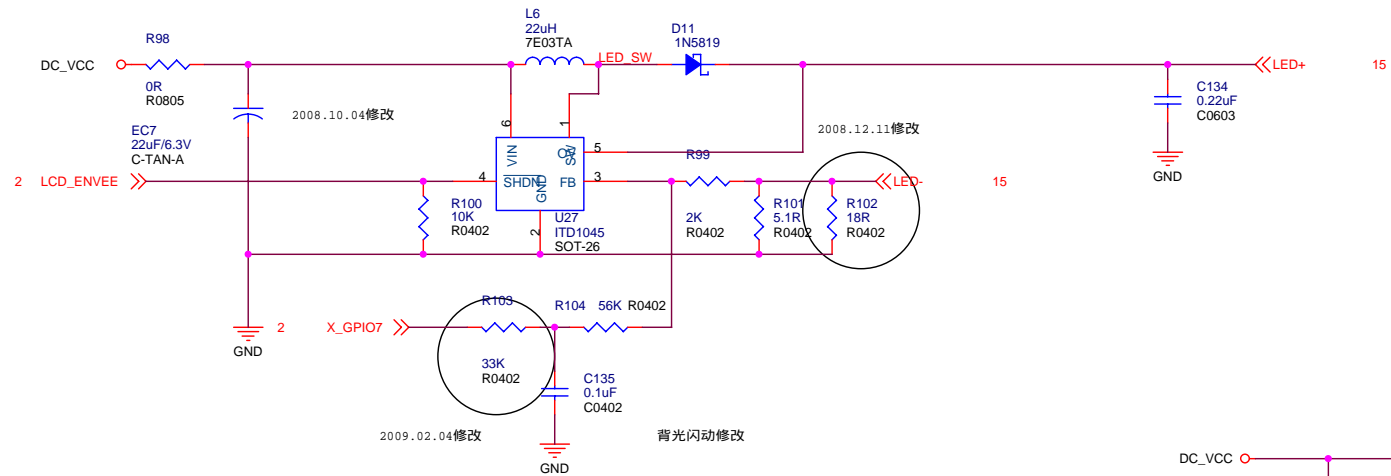 L6
22uH
7E03TA
D11
1N5819
R98
LED_SW
DC_VCC
LED+ 15
0R
R0805
C134
0.22uF
C0603
2008.10.04修改
2008.12.11修改
EC7
22uF/6.3V
C-TAN-A
6
1
VIN
SW
5
R99
GND
2 LCD_ENVEE
4
SHDN
GND
FB
3
LED- 15
R100
10K
R0402
2
U27
ITD1045
SOT-26
2K
R0402
R101
5.1R
R0402
R102
18R
R0402
R103
R104 56K R0402
2 X_GPIO7
GND
33K
R0402
C135
0.1uF
C0402
2009.02.04修改
背光闪动修改
GND
DC_VCC